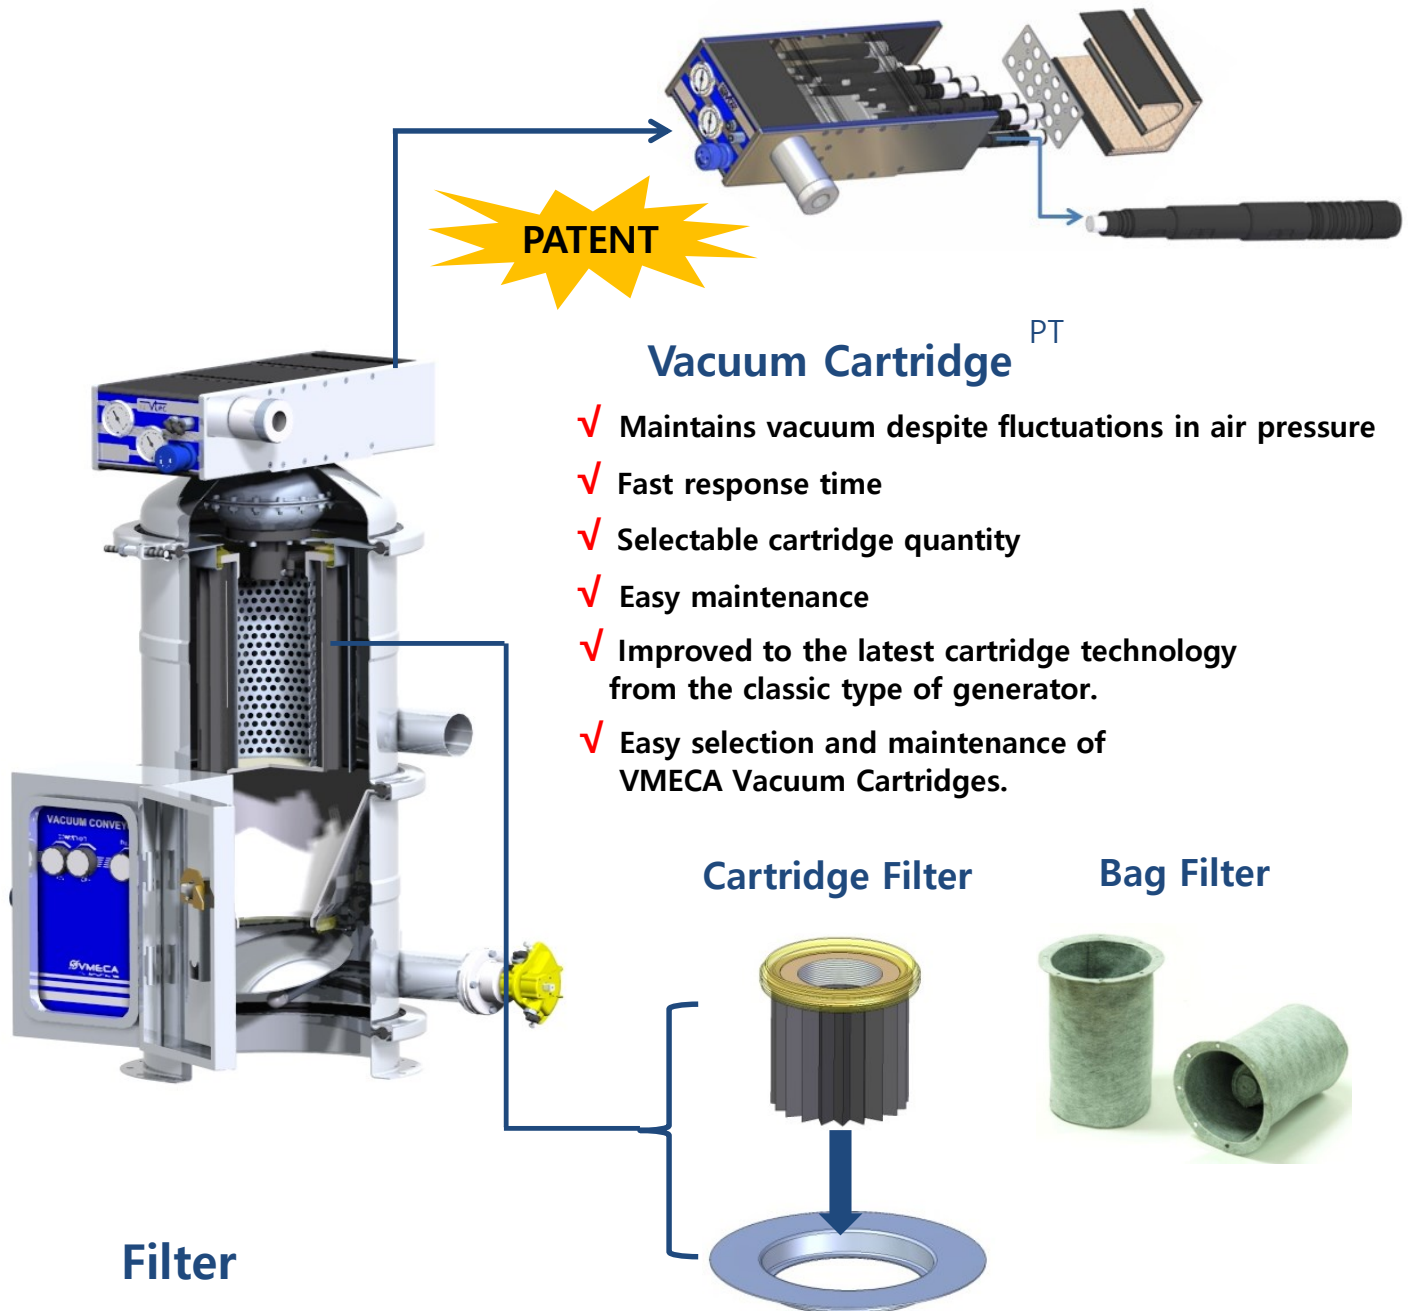 PATENT
Vacuum Cartridge PT
√ Maintains vacuum despite fluctuations in air pressure
√ Fast response time
√ Selectable cartridge quantity
√ Easy maintenance
√ Improved to the latest cartridge technology
from the classic type of generator.
√ Easy selection and maintenance of
VMECA Vacuum Cartridges.
VACUUM CONVEY
VMECA
Cartridge Filter
Bag Filter
Filter